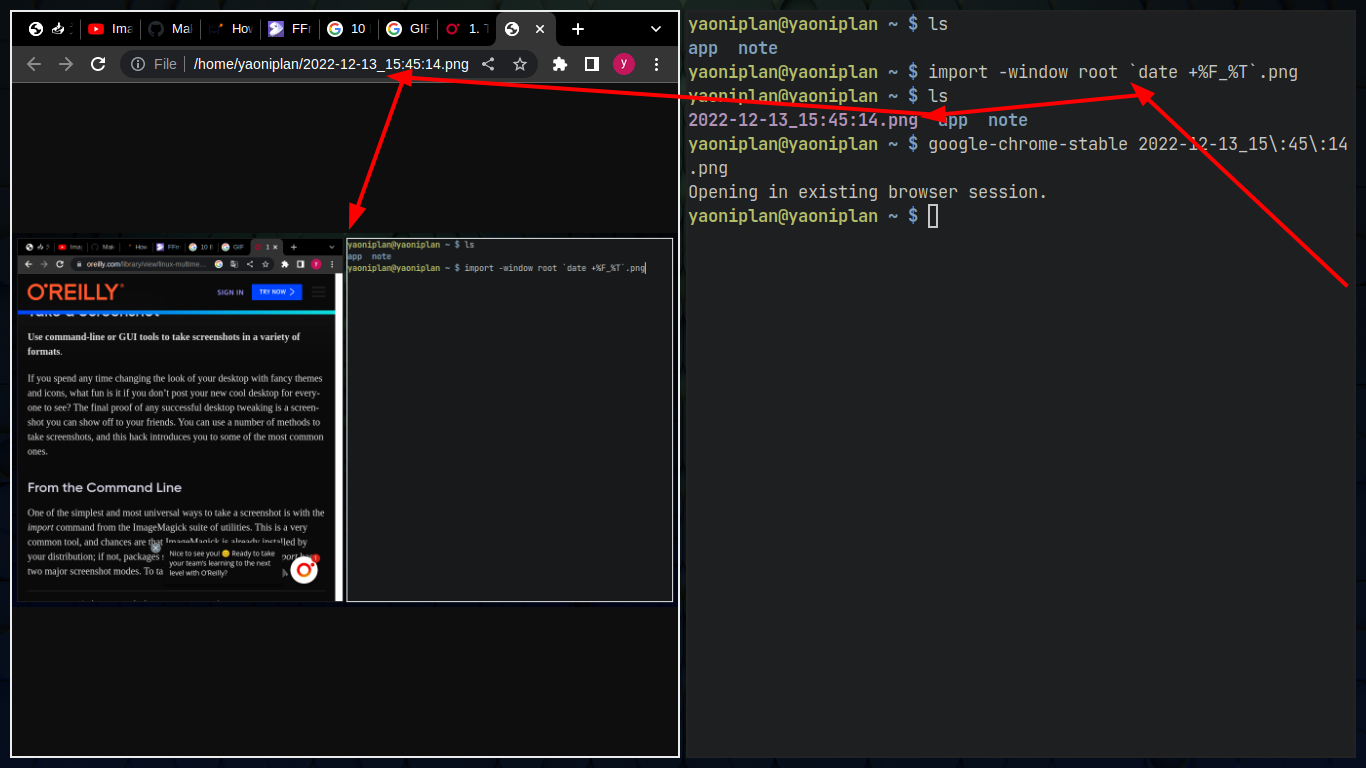 Ima
Mal
How
FFr
10
GIF
1. T
File
/home/yaoniplan/2022-12-13_15:45:14.png
y
1
oreilly.com/library/view/linux-multime...
O'REILLY
SIGN IN
TRY NOW
Take a Screenshot
Use command-line or GUI tools to take screenshots in a variety of
formats.
If you spend any time changing the look of your desktop with fancy themes
and icons, what fun is it if you don't post your new cool desktop for every-
one to see? The final proof of any successful desktop tweaking is a screen-
shot you can show off to your friends. You can use a number of methods to
take screenshots, and this hack introduces you to some of the most common
ones.
From the Command Line
One of the simplest and most universal ways to take a screenshot is with the
import command from the ImageMagick suite of utilities. This is a very
common tool, and chances are that ImageMagick is already installed by
your distribution; if not, packages
two major screenshot modes. To ta
Nice to see you! 😊 Ready to take
your team's learning to the next
level with O'Reilly?
1
yaoniplan@yaoniplan ~ $ ls
app note
yaoniplan@yaoniplan ~ $ import -window root `date +%F_%T`.png
yaoniplan@yaoniplan ~ $ ls
app note
yaoniplan@yaoniplan ~ $ import -window root `date +%F_%T`.png
yaoniplan@yaoniplan ~ $ ls
2022-12-13_15:45:14.png app note
yaoniplan@yaoniplan ~ $ google-chrome-stable 2022-12-13_15\:45\:14
.png
Opening in existing browser session.
yaoniplan@yaoniplan ~ $